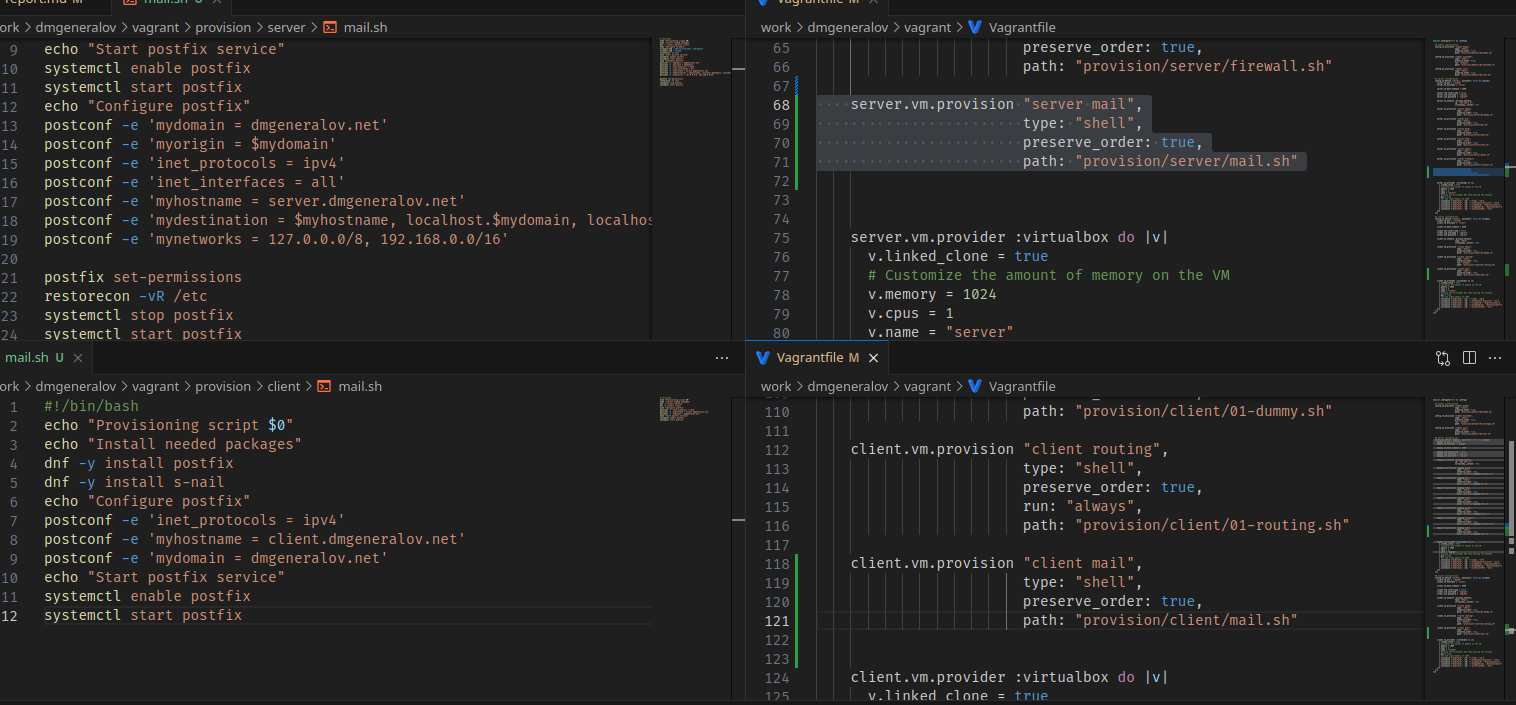 report.md M mail.sh U
ork > dmgeneralov > vagrant > provision > server > mail.sh
9 echo "Start postfix service"
10 systemctl enable postfix
11 systemctl start postfix
12 echo "Configure postfix"
13 postconf -e 'mydomain = dmgeneralov.net'
14 postconf -e 'myorigin = $mydomain'
15 postconf -e 'inet_protocols = ipv4'
16 postconf -e 'inet_interfaces = all'
17 postconf -e 'myhostname = server.dmgeneralov.net'
18 postconf -e 'mydestination = $myhostname, localhost.$mydomain, localhos
19 postconf -e 'mynetworks = 127.0.0.0/8, 192.168.0.0/16'
20
21 postfix set-permissions
22 restorecon -vR /etc
23 systemctl stop postfix
24 systemctl start postfix
Vagrantfile M
work > dmgeneralov > vagrant > Vagrantfile
65 preserve_order: true,
66 path: "provision/server/firewall.sh"
67
68 server.vm.provision "server mail",
69 type: "shell",
70 preserve_order: true,
71 path: "provision/server/mail.sh"
72
73
74
75 server.vm.provider :virtualbox do |v|
76 v.linked_clone = true
77 # Customize the amount of memory on the VM
78 v.memory = 1024
79 v.cpus = 1
80 v.name = "server"
mail.sh U
ork > dmgeneralov > vagrant > provision > client > mail.sh
1 #!/bin/bash
2 echo "Provisioning script $0"
3 echo "Install needed packages"
4 dnf -y install postfix
5 dnf -y install s-nail
6 echo "Configure postfix"
7 postconf -e 'inet_protocols = ipv4'
8 postconf -e 'myhostname = client.dmgeneralov.net'
9 postconf -e 'mydomain = dmgeneralov.net'
10 echo "Start postfix service"
11 systemctl enable postfix
12 systemctl start postfix
Vagrantfile M
work > dmgeneralov > vagrant > Vagrantfile
110 path: "provision/client/01-dummy.sh"
111
112 client.vm.provision "client routing",
113 type: "shell",
114 preserve_order: true,
115 run: "always",
116 path: "provision/client/01-routing.sh"
117
118 client.vm.provision "client mail",
119 type: "shell",
120 preserve_order: true,
121 path: "provision/client/mail.sh"
122
123
124 client.vm.provider :virtualbox do |v|
125 v.linked_clone = true